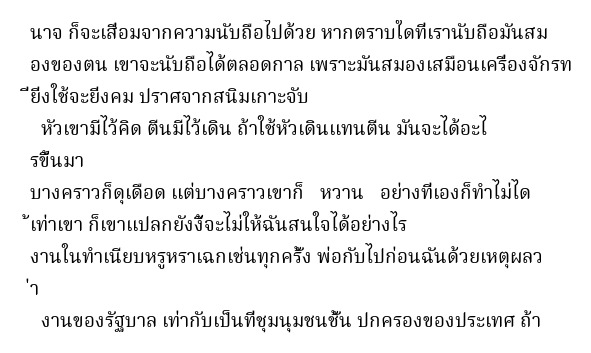 นาจ ก็จะเสื่อมจากความนับถือไปด้วย หากตราบใดที่เรานับถือมันสม
องของตน เขาจะนับถือได้ตลอดกาล เพราะมันสมองเสมือนเครื่องจักรท
ี่ยิ่งใช้จะยิ่งคม ปราศจากสนิมเกาะจับ
หัวเขามีไว้คิด ตีนมีไว้เดิน ถ้าใช้หัวเดินแทนตีน มันจะได้อะไ
รขึ้นมา
บางคราวก็ดุเดือด แต่บางคราวเขาก็ หวาน อย่างที่เองก็ทำไม่ได
้เท่าเขา ก็เขาแปลกยังงี้จะไม่ให้ฉันสนใจได้อย่างไร
งานในทำเนียบหรูหราเฉกเช่นทุกครั้ง พ่อกับไปก่อนฉันด้วยเหตุผลว
่า
งานของรัฐบาล เท่ากับเป็นที่ชุมนุมชนชั้น ปกครองของประเทศ ถ้า